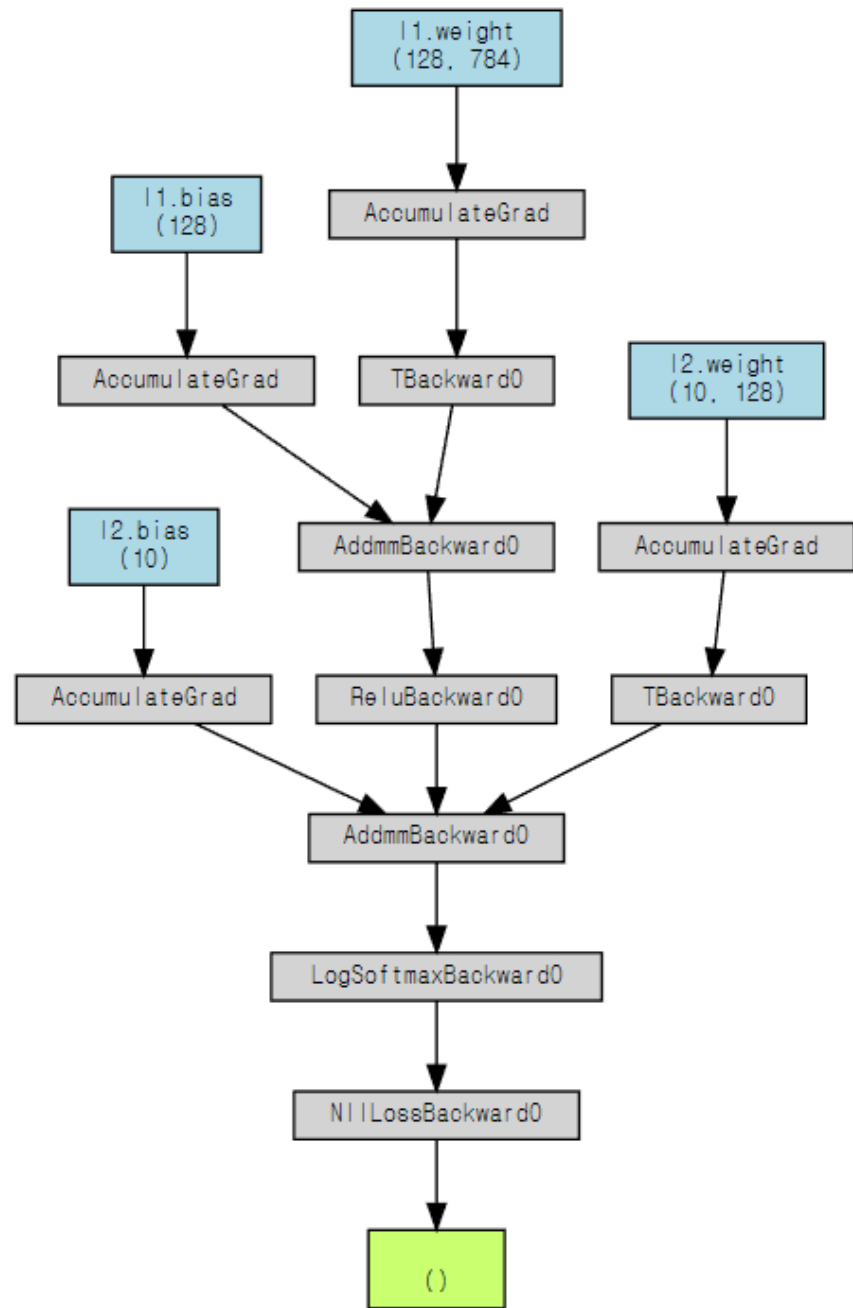 l1.weight
(128, 784)
l1.bias
(128)
AccumulateGrad
AccumulateGrad
TBackward0
l2.weight
(10, 128)
l2.bias
(10)
AddmmBackward0
AccumulateGrad
AccumulateGrad
ReluBackward0
TBackward0
AddmmBackward0
LogSoftmaxBackward0
NllLossBackward0
()